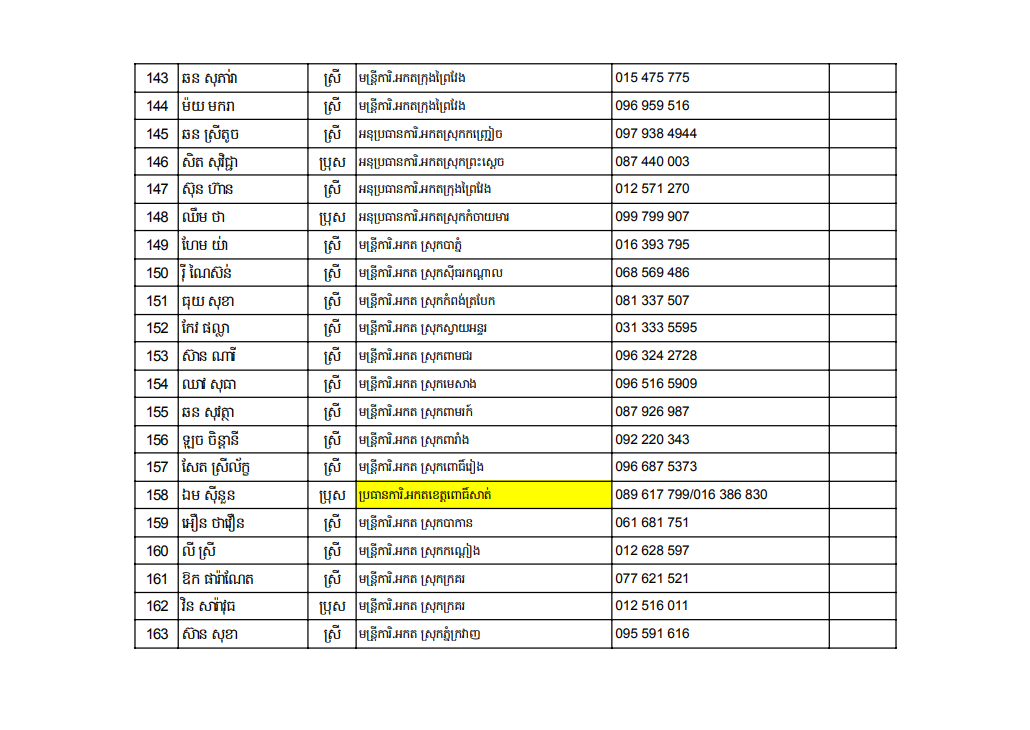 143 ឆន សុភារ៉ា ស្រី មន្ត្រីការិ.អកតក្រុងព្រៃវែង 015 475 775
144 ម៉យ មករា ស្រី មន្ត្រីការិ.អកតក្រុងព្រៃវែង 096 959 516
145 ឆន ស្រីតូច ស្រី អនុប្រធានការិ.អកតស្រុកកញ្ជ្រៀច 097 938 4944
146 សិត សុវិជ្ជា ប្រុស អនុប្រធានការិ.អកតស្រុកព្រះស្តេច 087 440 003
147 ស៊ុន ហ៊ាន ស្រី អនុប្រធានការិ.អកតក្រុងព្រៃវែង 012 571 270
148 ឈឹម ថា ប្រុស អនុប្រធានការិ.អកតស្រុកកំចាយមារ 099 799 907
149 ហែម យ៉ា ស្រី មន្ត្រីការិ.អកត ស្រុកបាភ្នំ 016 393 795
150 រ៉ី ណៃស៊ន់ ស្រី មន្ត្រីការិ.អកត ស្រុកស៊ីធរកណ្តាល 068 569 486
151 ធុយ សុខា ស្រី មន្ត្រីការិ.អកត ស្រុកកំពង់ត្របែក 081 337 507
152 កែវ ផល្លា ស្រី មន្ត្រីការិ.អកត ស្រុកស្វាយអន្ទរ 031 333 5595
153 ស៊ាន ណារី ស្រី មន្ត្រីការិ.អកត ស្រុកពាមជរ 096 324 2728
154 ឈាវ សុធា ស្រី មន្ត្រីការិ.អកត ស្រុកមេសាង 096 516 5909
155 ឆន សុវត្ថា ស្រី មន្ត្រីការិ.អកត ស្រុកពាមរក៍ 087 926 987
156 ឡុច ចិន្តានី ស្រី មន្ត្រីការិ.អកត ស្រុកពារាំង 092 220 343
157 សែត ស្រីល័ក្ខ ស្រី មន្ត្រីការិ.អកត ស្រុកពោធិ៍រៀង 096 687 5373
158 ឯម ស៊ីនួន ប្រុស ប្រធានការិ.អកតខេត្តពោធិ៍សាត់ 089 617 799/016 386 830
159 អឿន ថាវឿន ស្រី មន្ត្រីការិ.អកត ស្រុកបាកាន 061 681 751
160 លី ស្រី ស្រី មន្ត្រីការិ.អកត ស្រុកកណ្តៀង 012 628 597
161 ឱក ផារ៉ាណែត ស្រី មន្ត្រីការិ.អកត ស្រុកក្រគរ 077 621 521
162 វិន សារ៉ាវុធ ប្រុស មន្ត្រីការិ.អកត ស្រុកក្រគរ 012 516 011
163 ស៊ាន សុខា ស្រី មន្ត្រីការិ.អកត ស្រុកភ្នំក្រវាញ 095 591 616